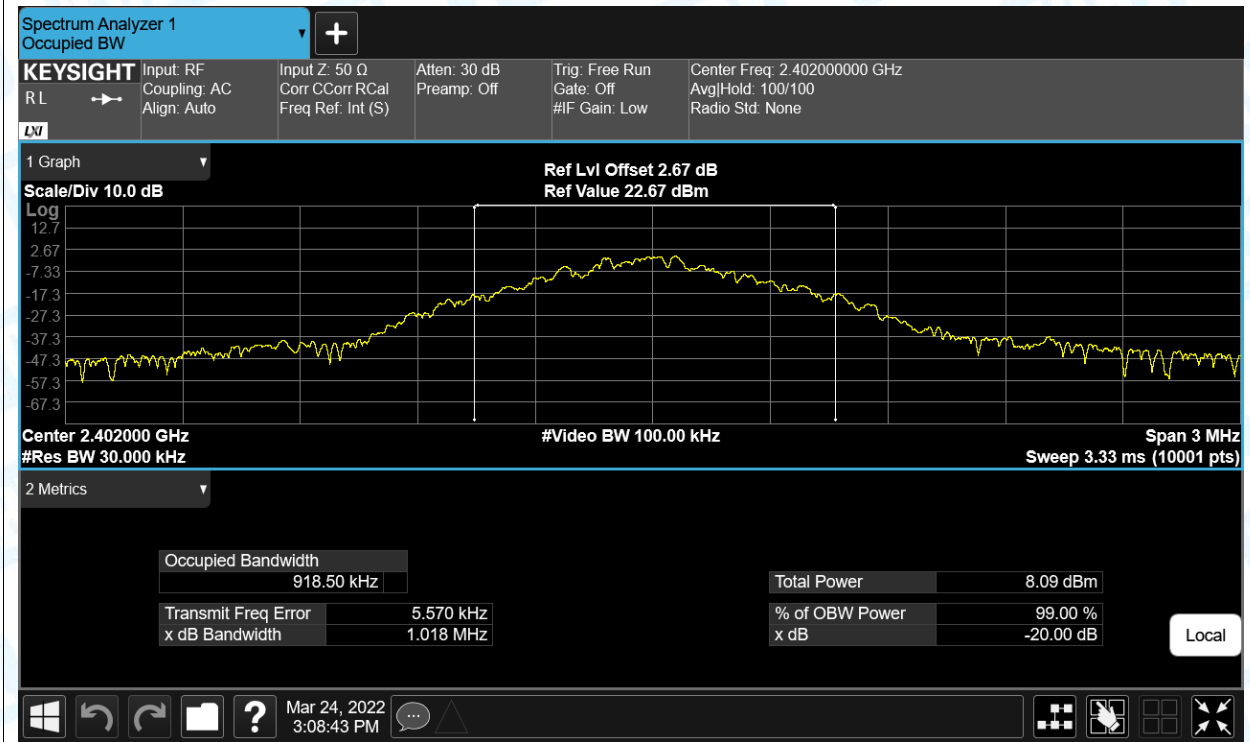 Spectrum Analyzer 1
Occupied BW
KEYSIGHT
R L
LXI
Input: RF
Coupling: AC
Align: Auto
Input Z: 50 Ω
Corr CCorr RCal
Freq Ref: Int (S)
Atten: 30 dB
Preamp: Off
Trig: Free Run
Gate: Off
#IF Gain: Low
Center Freq: 2.402000000 GHz
Avg|Hold: 100/100
Radio Std: None
1 Graph
Scale/Div 10.0 dB
Ref Lvl Offset 2.67 dB
Ref Value 22.67 dBm
Log
12.7
2.67
-7.33
-17.3
-27.3
-37.3
-47.3
-57.3
-67.3
Center 2.402000 GHz
#Video BW 100.00 kHz
Span 3 MHz
#Res BW 30.000 kHz
Sweep 3.33 ms (10001 pts)
2 Metrics
Occupied Bandwidth
918.50 kHz
Total Power 8.09 dBm
Transmit Freq Error 5.570 kHz
% of OBW Power 99.00 %
x dB Bandwidth 1.018 MHz
x dB -20.00 dB
Local
?
Mar 24, 2022
3:08:43 PM